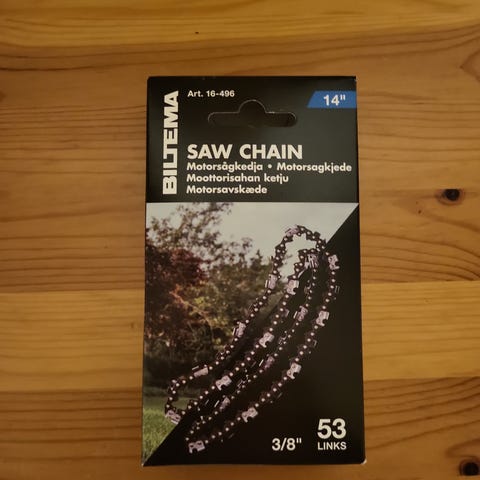 Art. 16-496
14"
BILTEMA
SAW CHAIN
Motorsågkedja • Motorsagkjede
Moottorisahan ketju
Motorsavskæde
3/8"
53
LINKS